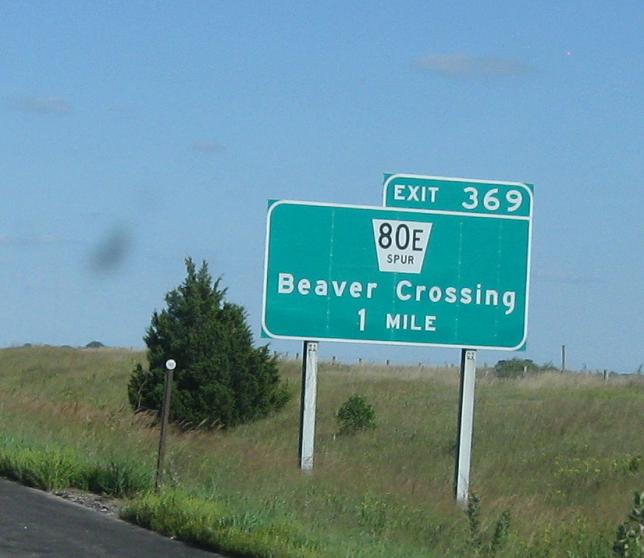 EXIT 369
80E
SPUR
Beaver Crossing
1 MILE